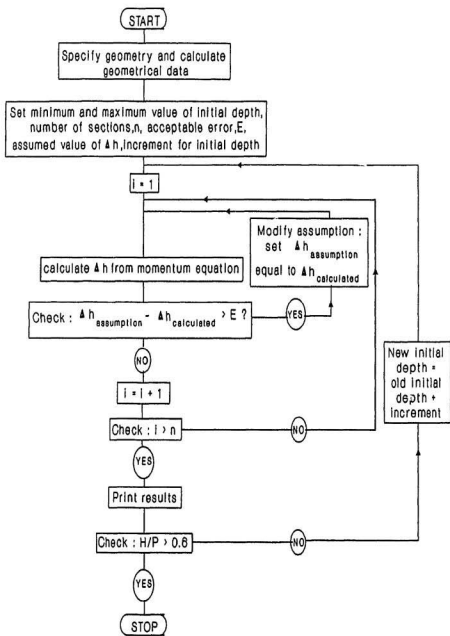 START
Specify geometry and calculate
geometrical data
Set minimum and maximum value of initial depth,
number of sections,n, acceptable error,E,
assumed value of Δh,increment for initial depth
i = 1
Modify assumption :
set Δh assumption
equal to Δh calculated
calculate Δh from momentum equation
Check : Δh assumption - Δh calculated > E ?
YES
NO
New initial
depth =
old initial
depth +
increment
i = i + 1
Check : i > n
NO
YES
Print results
Check : H/P > 0.6
NO
YES
STOP